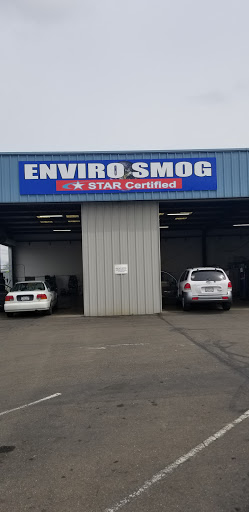 ENVIRO SMOG
STAR Certified